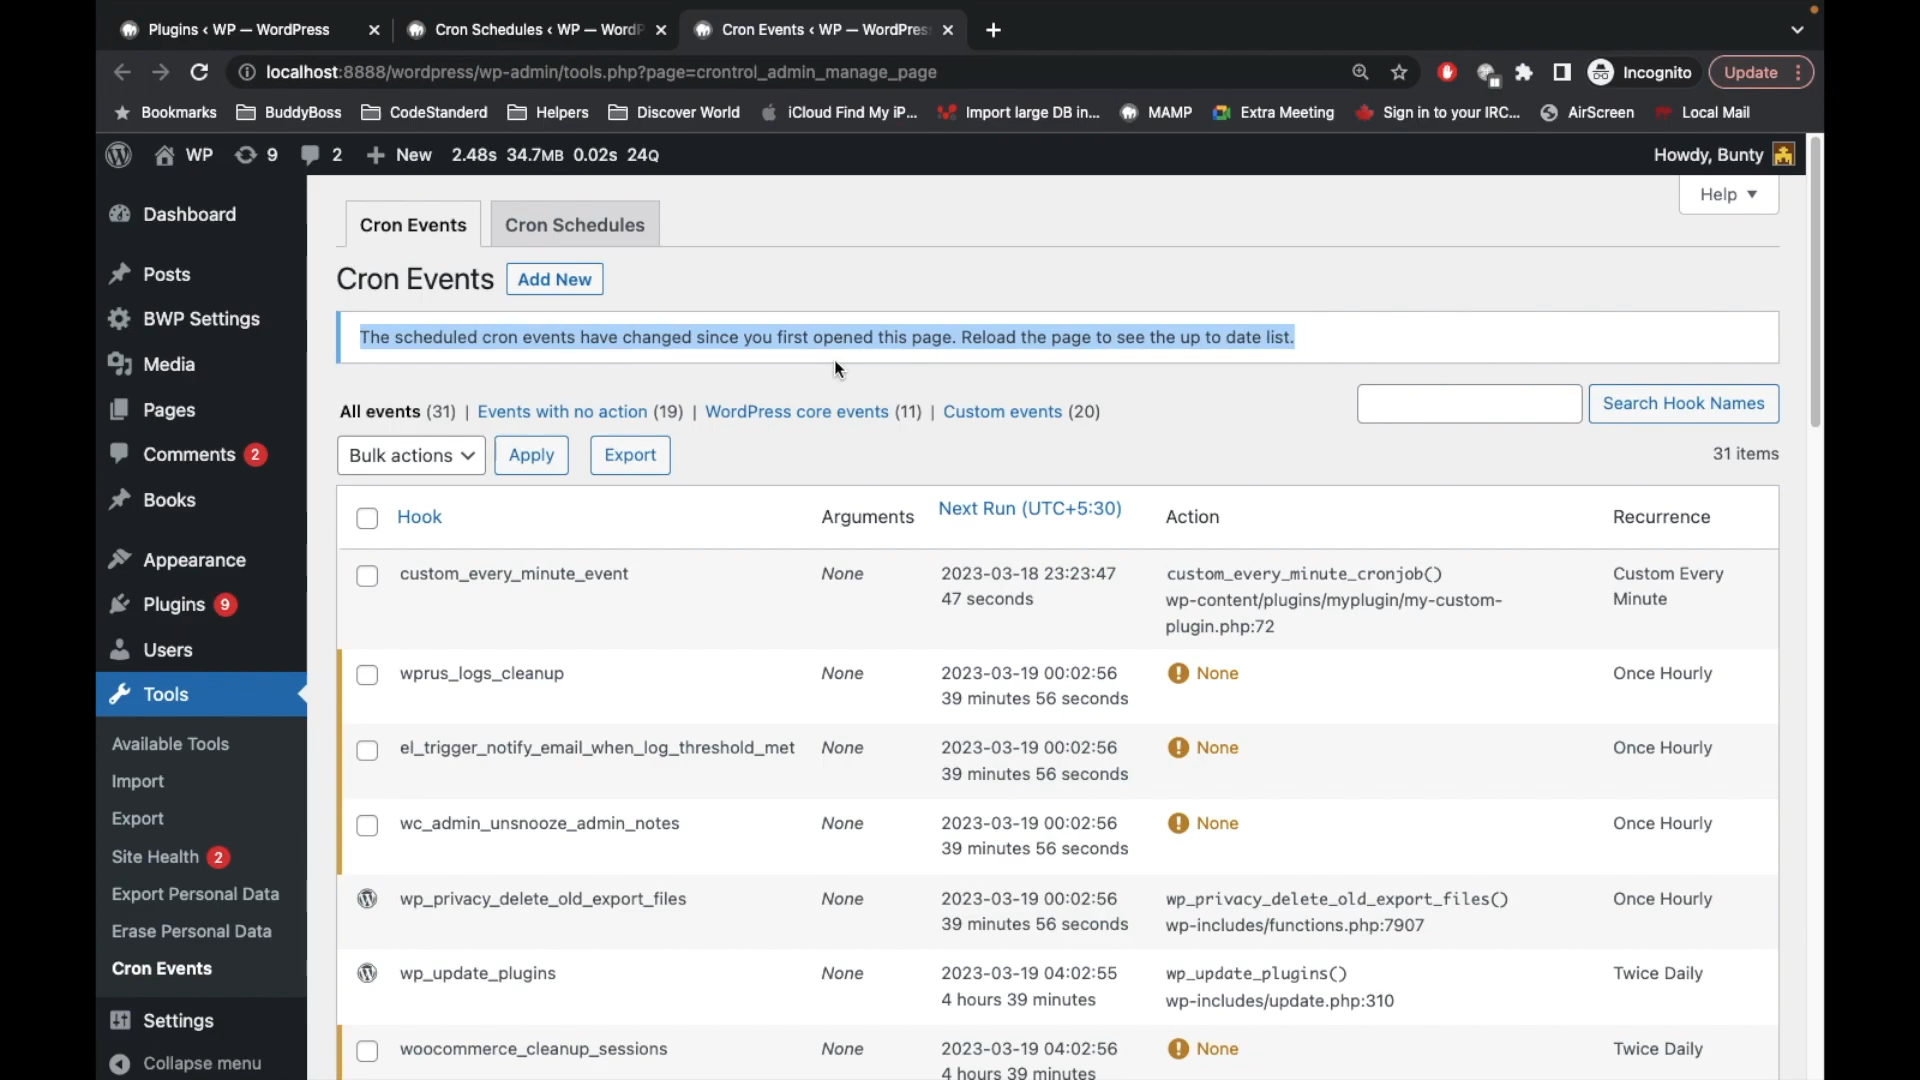 Plugins ‹ WP — WordPress
Cron Schedules ‹ WP — WordP
Cron Events ‹ WP — WordPres
localhost:8888/wordpress/wp-admin/tools.php?page=crontrol_admin_manage_page
Incognito
Update
Bookmarks
BuddyBoss
CodeStanderd
Helpers
Discover World
iCloud Find My iP...
Import large DB in...
MAMP
Extra Meeting
Sign in to your IRC...
AirScreen
Local Mail
WP
9
2
New
2.48s 34.7MB 0.02s 24Q
Howdy, Bunty
Dashboard
Posts
BWP Settings
Media
Pages
Comments 2
Books
Appearance
Plugins 9
Users
Tools
Available Tools
Import
Export
Site Health 2
Export Personal Data
Erase Personal Data
Cron Events
Settings
Collapse menu
Help
Cron Events
Cron Schedules
Cron Events
Add New
The scheduled cron events have changed since you first opened this page. Reload the page to see the up to date list.
All events (31) | Events with no action (19) | WordPress core events (11) | Custom events (20)
Search Hook Names
Bulk actions
Apply
Export
31 items
Hook
Arguments
Next Run (UTC+5:30)
Action
Recurrence
custom_every_minute_event
None
2023-03-18 23:23:47
47 seconds
custom_every_minute_cronjob()
wp-content/plugins/myplugin/my-custom-
plugin.php:72
Custom Every
Minute
wprus_logs_cleanup
None
2023-03-19 00:02:56
39 minutes 56 seconds
None
Once Hourly
el_trigger_notify_email_when_log_threshold_met
None
2023-03-19 00:02:56
39 minutes 56 seconds
None
Once Hourly
wc_admin_unsnooze_admin_notes
None
2023-03-19 00:02:56
39 minutes 56 seconds
None
Once Hourly
wp_privacy_delete_old_export_files
None
2023-03-19 00:02:56
39 minutes 56 seconds
wp_privacy_delete_old_export_files()
wp-includes/functions.php:7907
Once Hourly
wp_update_plugins
None
2023-03-19 04:02:55
4 hours 39 minutes
wp_update_plugins()
wp-includes/update.php:310
Twice Daily
woocommerce_cleanup_sessions
None
2023-03-19 04:02:56
4 hours 39 minutes
None
Twice Daily